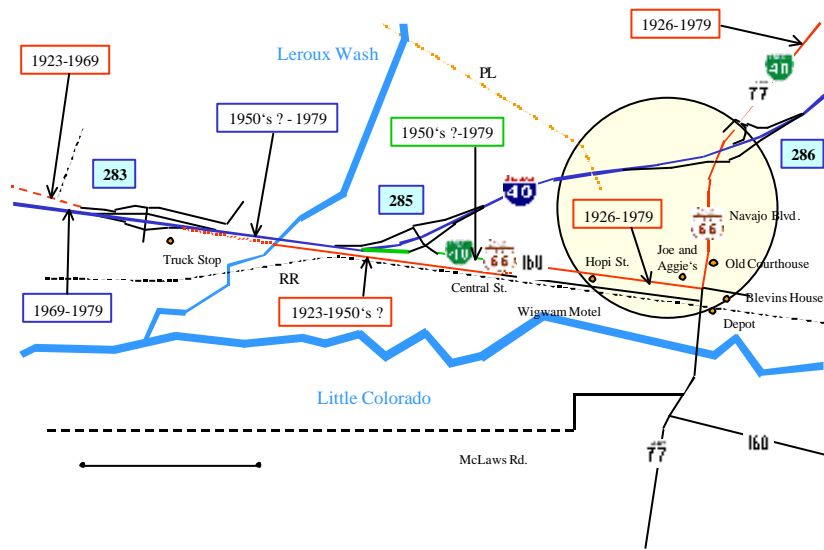 1926-1979
Leroux Wash
1923-1969
40
PL
77
1950‘s ? - 1979
1950‘s ?-1979
286
283
285
40
1926-1979
Navajo Blvd.
66
40
66
160
Joe and
Aggie‘s
Hopi St.
Old Courthouse
Truck Stop
RR
Central St.
Blevins House
1969-1979
1923-1950‘s ?
Wigwam Motel
Depot
Little Colorado
160
77
McLaws Rd.